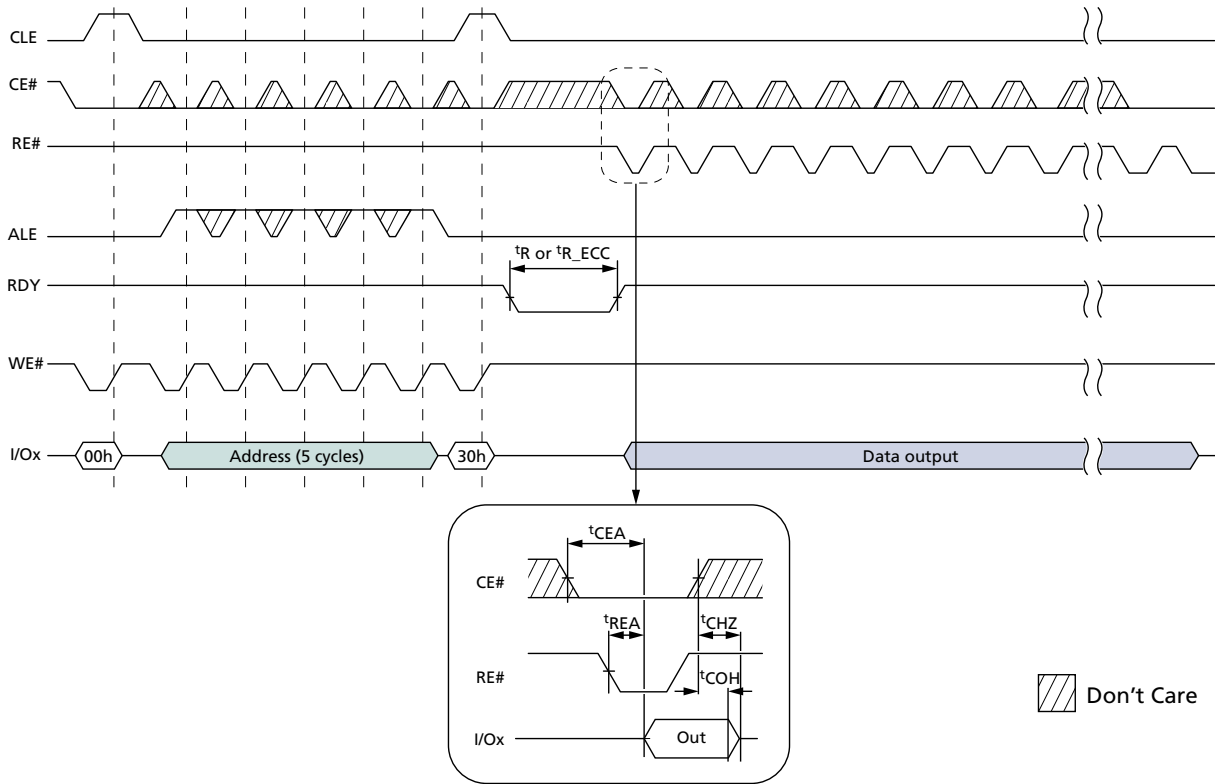 CLE
CE#
RE#
ALE
tR or tR_ECC
RDY
WE#
I/Ox
00h
Address (5 cycles)
30h
Data output
tCEA
CE#
tREA
tCHZ
RE#
tCOH
I/Ox
Out
Don't Care